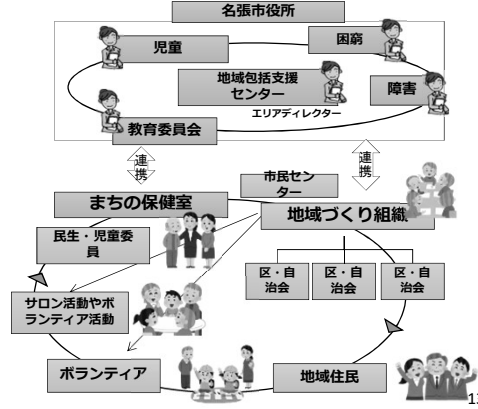 名張市役所
児童
困窮
地域包括支援
センター
障害
エリアディレクター
教育委員会
連携
連携
市民セン
ター
まちの保健室
地域づくり組織
民生・児童委
員
区・自
治会
区・自
治会
区・自
治会
サロン活動やボ
ランティア活動
ボランティア
地域住民